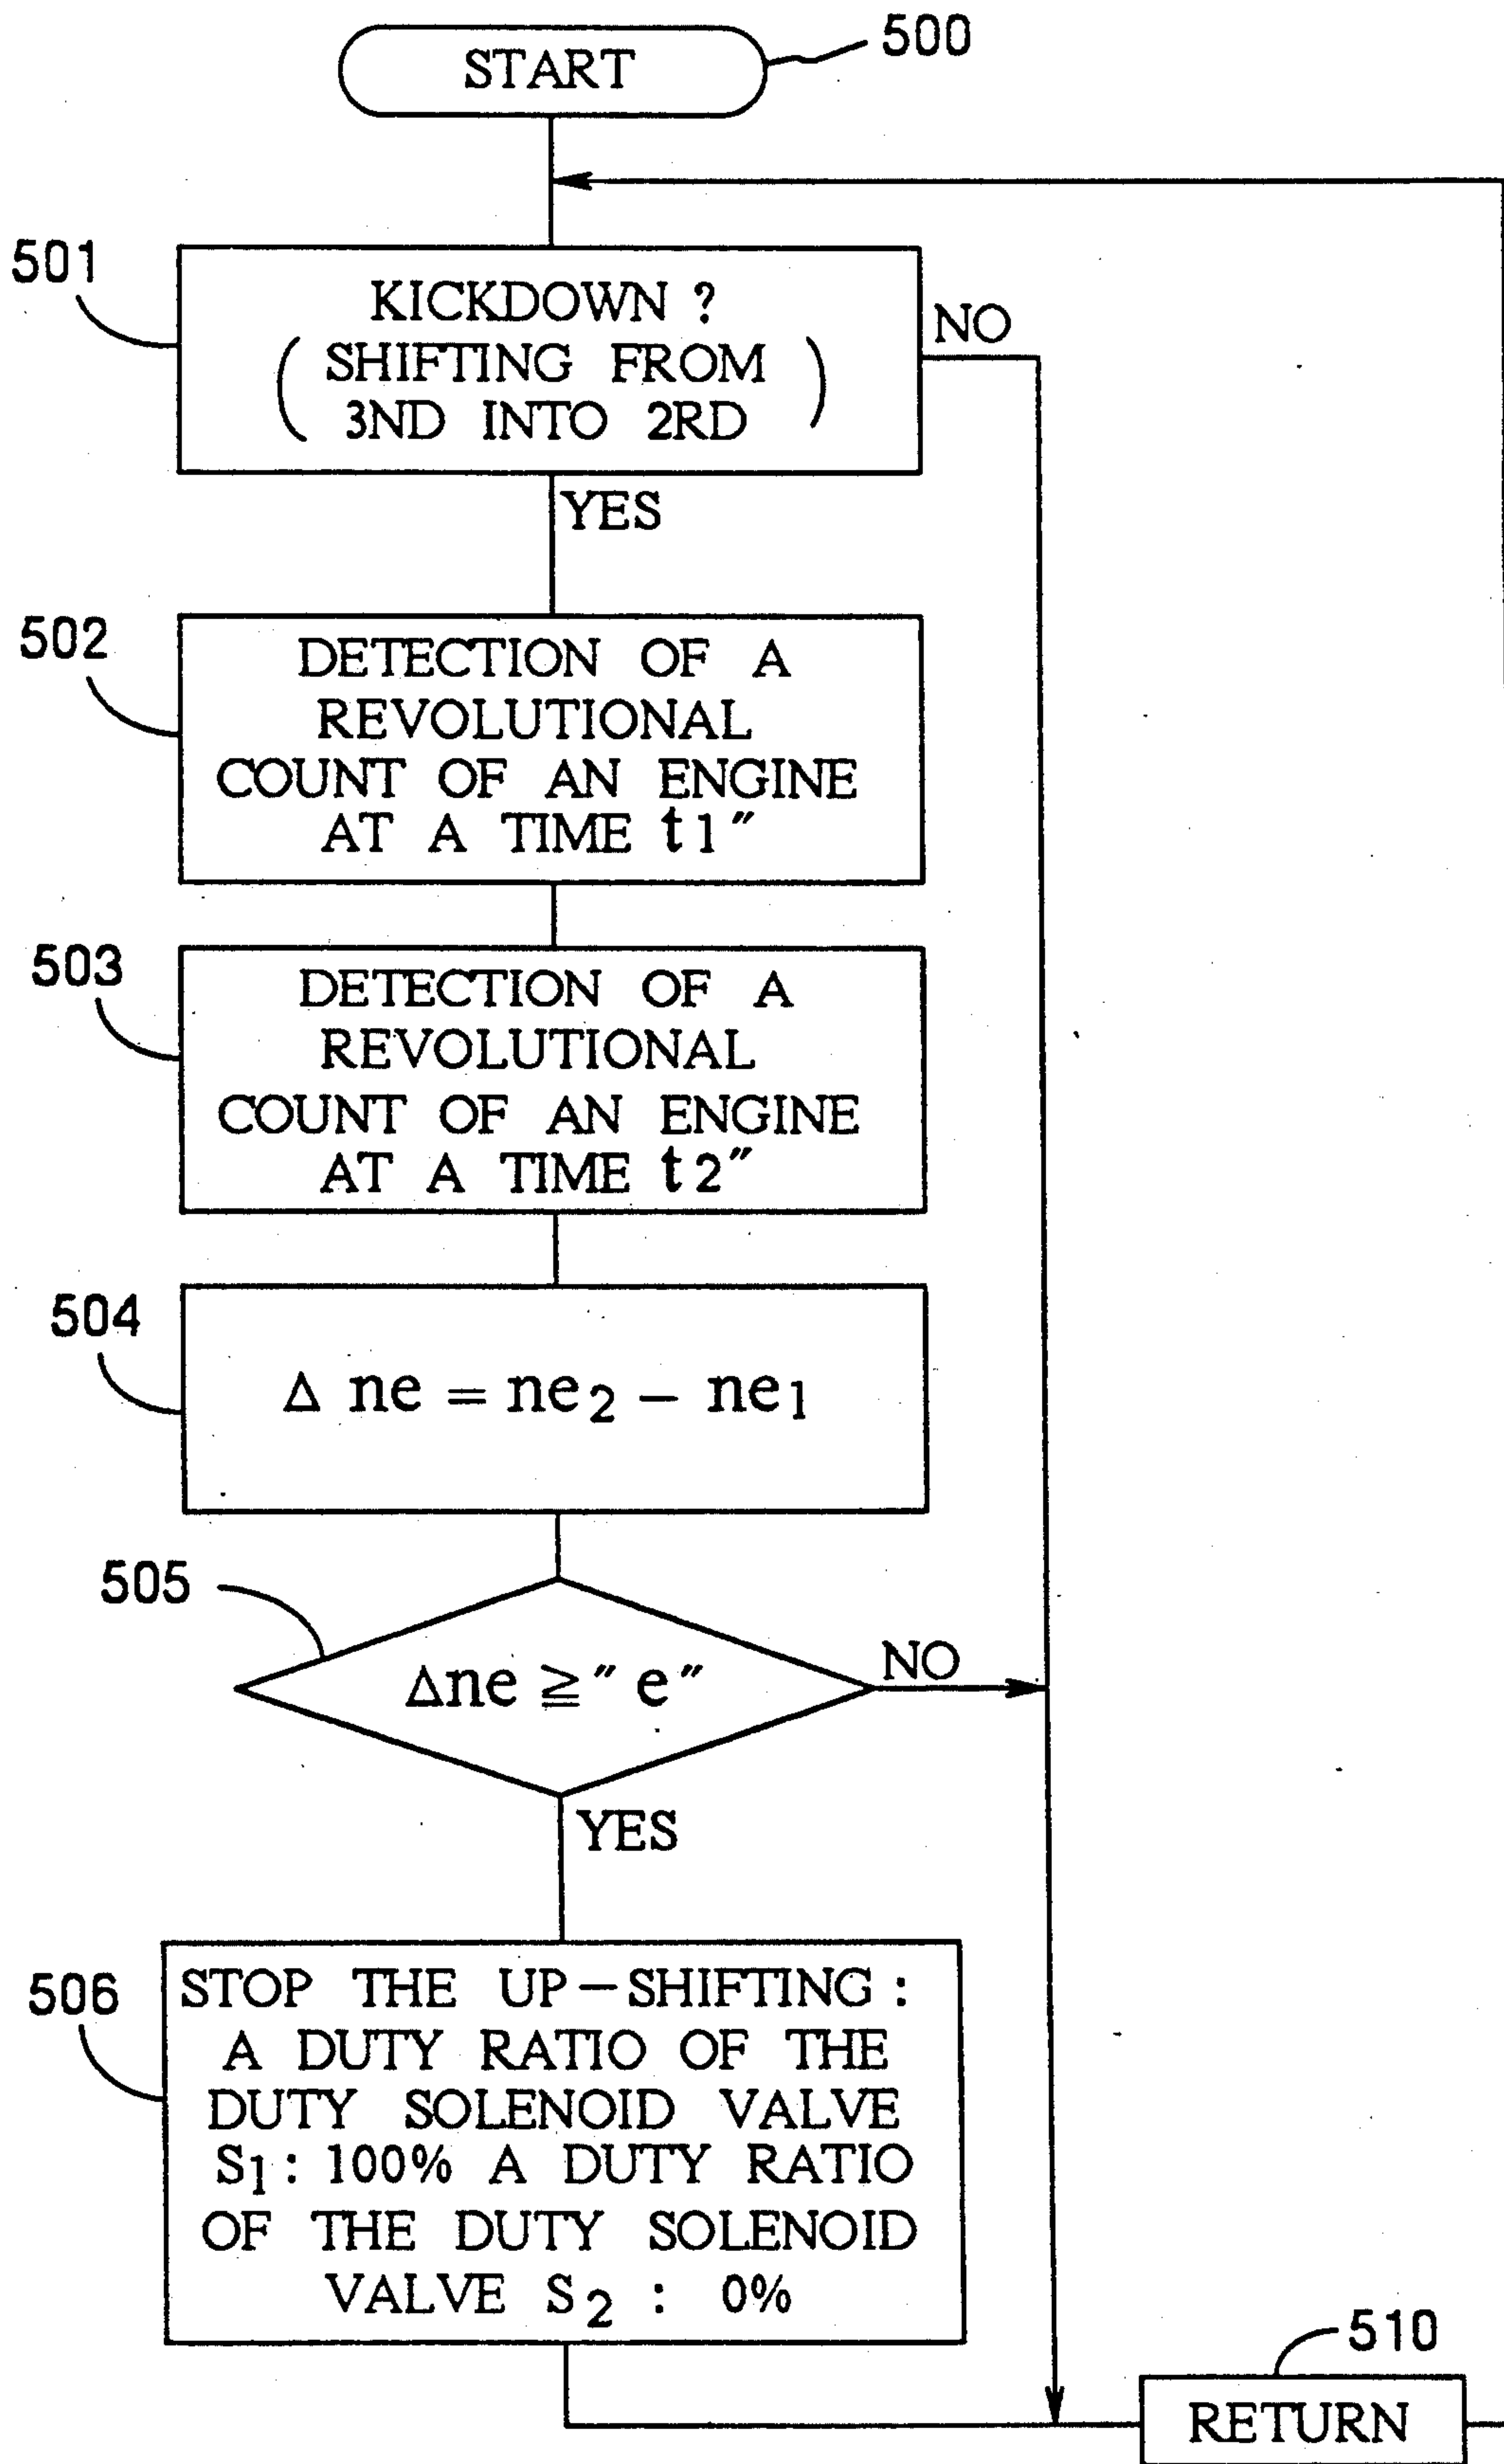 START
500
501
KICKDOWN ?
( SHIFTING FROM
3ND INTO 2RD )
NO
YES
502
DETECTION OF A
REVOLUTIONAL
COUNT OF AN ENGINE
AT A TIME t1″
503
DETECTION OF A
REVOLUTIONAL
COUNT OF AN ENGINE
AT A TIME t2″
504
Δ ne = ne2 − ne1
505
Δne ≧ ″e″
NO
YES
506
STOP THE UP-SHIFTING :
A DUTY RATIO OF THE
DUTY SOLENOID VALVE
S1 : 100% A DUTY RATIO
OF THE DUTY SOLENOID
VALVE S2 : 0%
510
RETURN